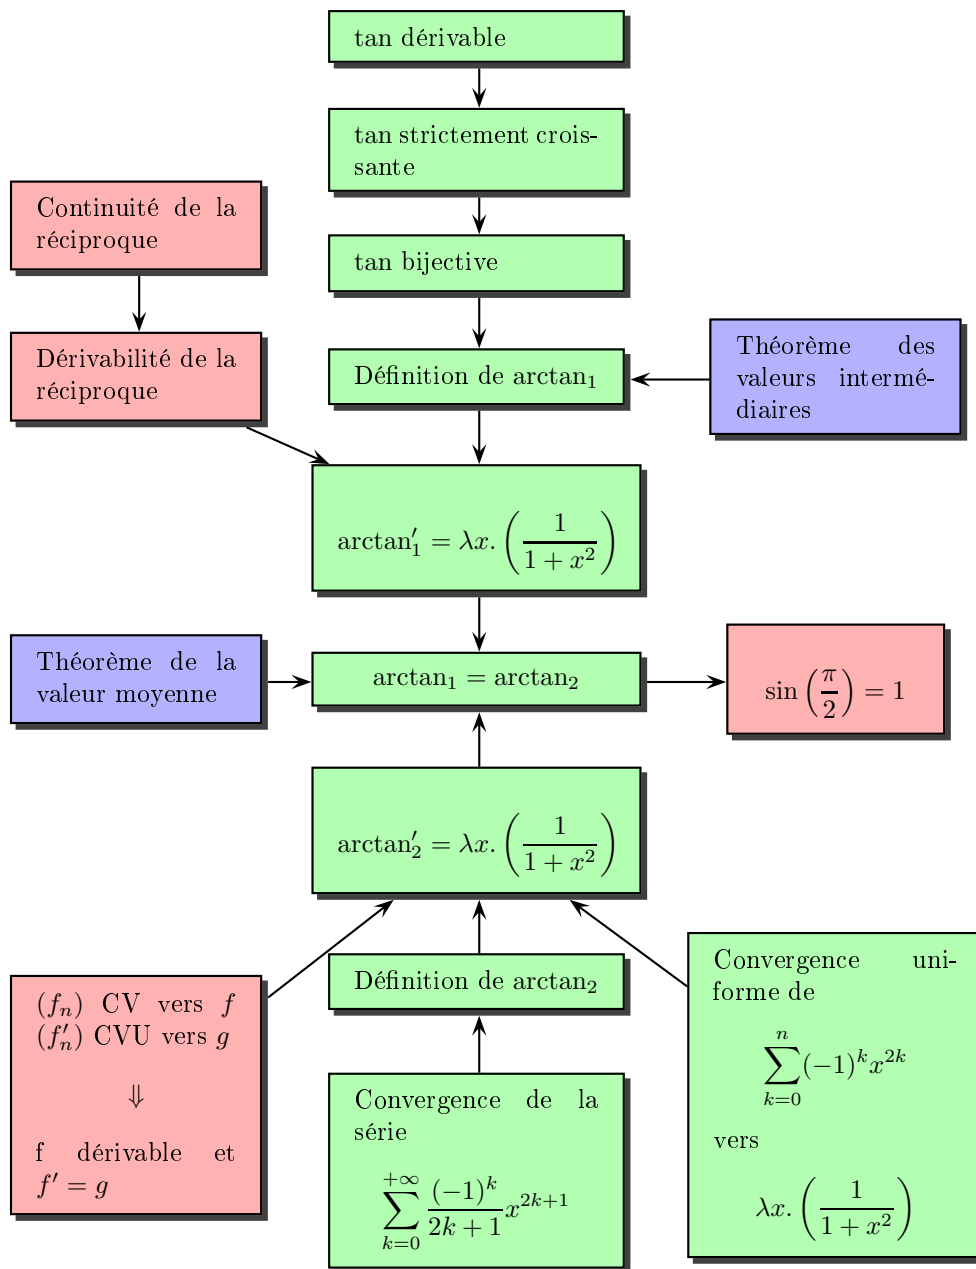 tan dérivable
tan strictement crois-
sante
Continuité de la
réciproque
tan bijective
Dérivabilité de la
réciproque
Définition de arctan₁
Théorème des
valeurs intermé-
diaires
arctan′₁ = λx. (1/(1 + x²))
Théorème de la
valeur moyenne
arctan₁ = arctan₂
sin (π/2) = 1
arctan′₂ = λx. (1/(1 + x²))
(fₙ) CV vers f
(f′ₙ) CVU vers g
⇓
f dérivable et
f′ = g
Définition de arctan₂
Convergence de la
série
∑_{k=0}^{+∞} ((−1)^k/(2k + 1)) x^{2k+1}
Convergence uni-
forme de
∑_{k=0}^{n} (−1)^k x^{2k}
vers
λx. (1/(1 + x²))